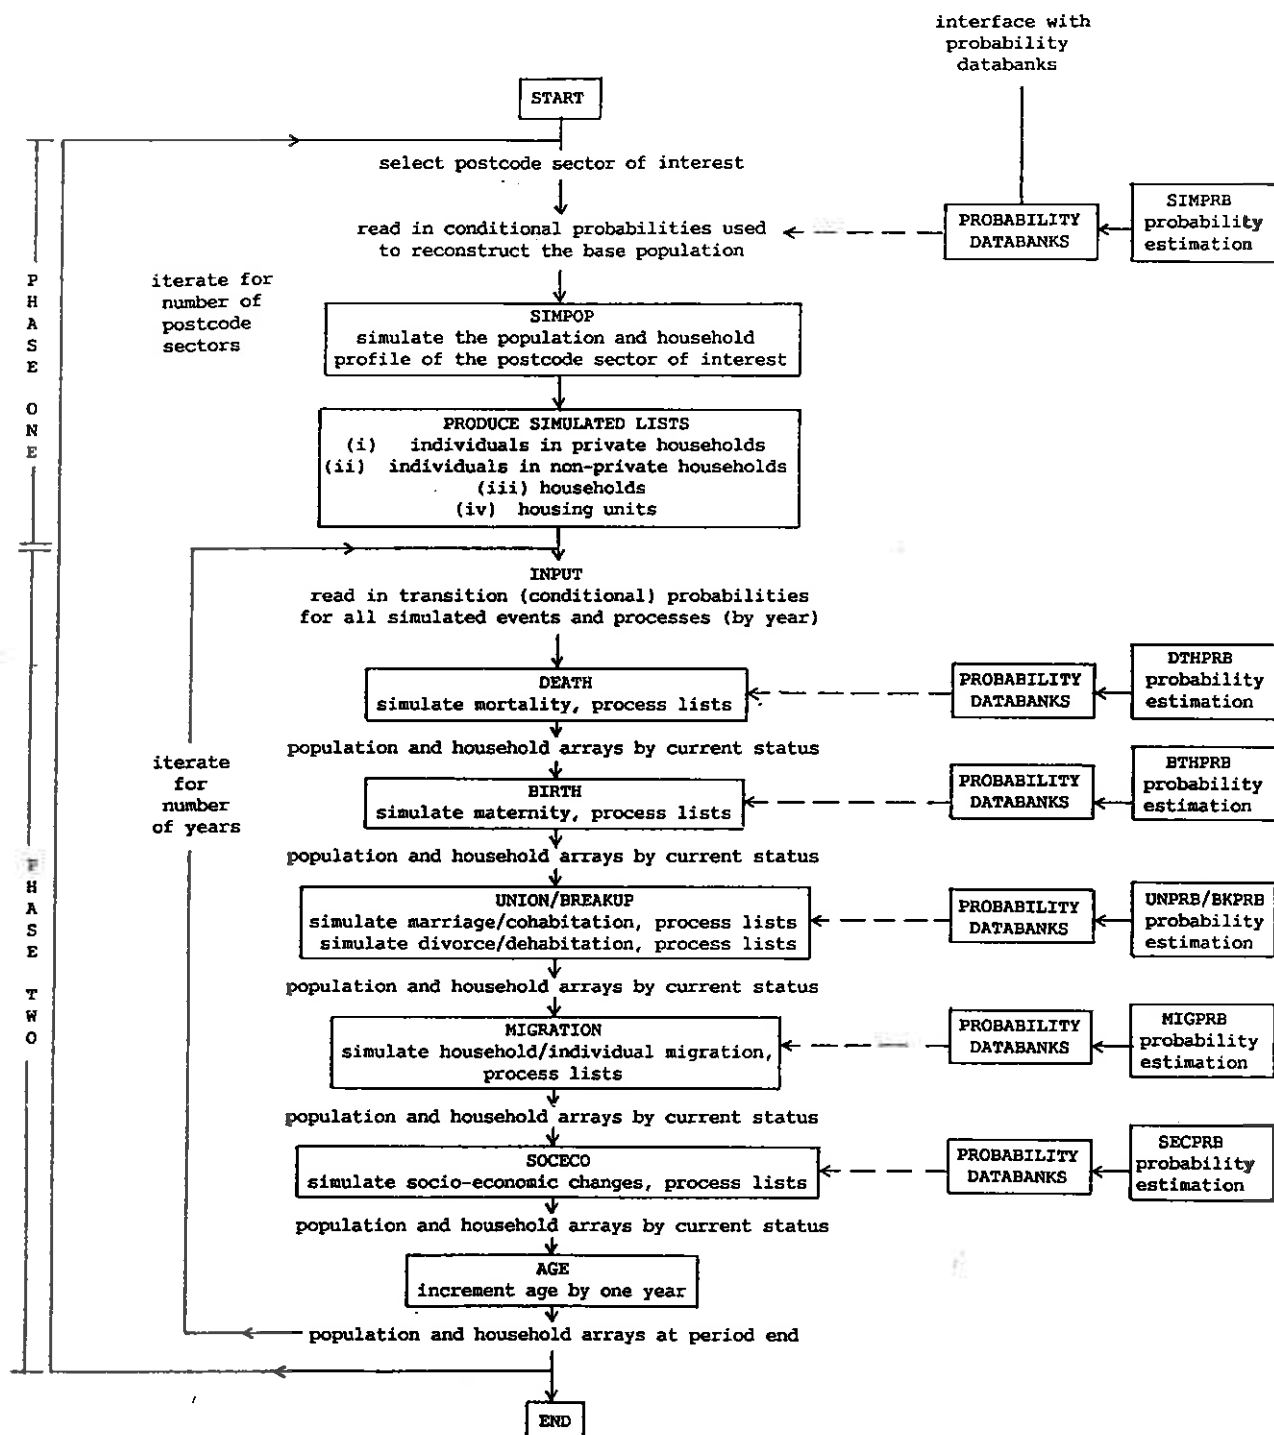 interface with
probability
databanks
START
select postcode sector of interest
read in conditional probabilities used
to reconstruct the base population
PROBABILITY
DATABANKS
SIMPRB
probability
estimation
iterate for
number of
postcode
sectors
PHASE ONE
SIMPOP
simulate the population and household
profile of the postcode sector of interest
PRODUCE SIMULATED LISTS
(i) individuals in private households
(ii) individuals in non-private households
(iii) households
(iv) housing units
INPUT
read in transition (conditional) probabilities
for all simulated events and processes (by year)
DEATH
simulate mortality, process lists
PROBABILITY
DATABANKS
DTHPRB
probability
estimation
population and household arrays by current status
iterate
for
number
of years
BIRTH
simulate maternity, process lists
PROBABILITY
DATABANKS
BTHPRB
probability
estimation
population and household arrays by current status
PHASE TWO
UNION/BREAKUP
simulate marriage/cohabitation, process lists
simulate divorce/dehabitation, process lists
PROBABILITY
DATABANKS
UNPRB/BKPRB
probability
estimation
population and household arrays by current status
MIGRATION
simulate household/individual migration,
process lists
PROBABILITY
DATABANKS
MIGPRB
probability
estimation
population and household arrays by current status
SOCECO
simulate socio-economic changes, process lists
PROBABILITY
DATABANKS
SECPRB
probability
estimation
population and household arrays by current status
AGE
increment age by one year
population and household arrays at period end
END